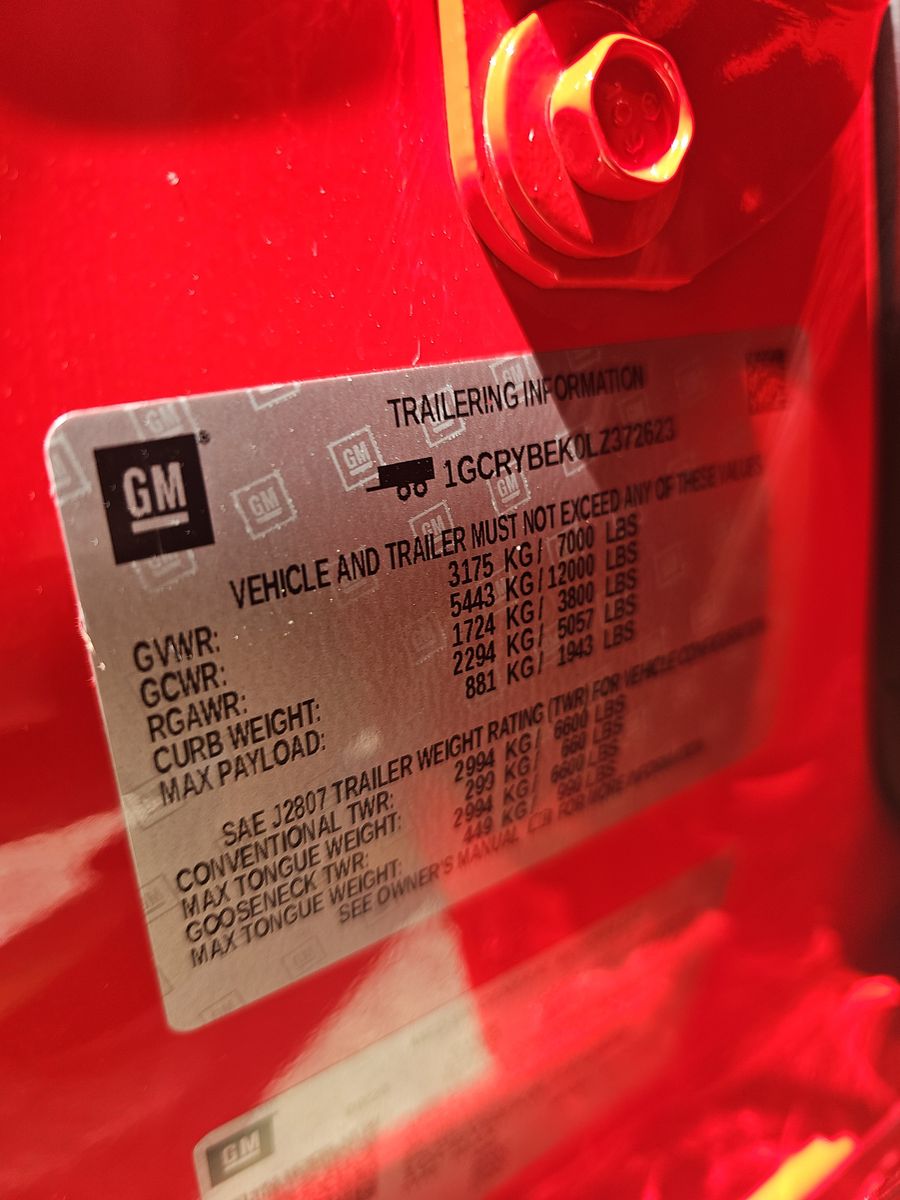 GM
TRAILERING INFORMATION
1GCRYBEK0LZ372623
VEHICLE AND TRAILER MUST NOT EXCEED ANY OF THESE VALUES
GVWR: 3175 KG/ 7000 LBS
GCWR: 5443 KG/ 12000 LBS
RGAWR: 1724 KG/ 3800 LBS
CURB WEIGHT: 2294 KG/ 5057 LBS
MAX PAYLOAD: 881 KG/ 1943 LBS
SAE J2807 TRAILER WEIGHT RATING (TWR) FOR VEHICLE CONFIGURATION
CONVENTIONAL TWR: 2994 KG/ 6600 LBS
MAX TONGUE WEIGHT: 299 KG/ 660 LBS
GOOSENECK TWR: 2994 KG/ 6600 LBS
MAX TONGUE WEIGHT: 449 KG/ 990 LBS
SEE OWNER'S MANUAL FOR MORE INFORMATION
GM